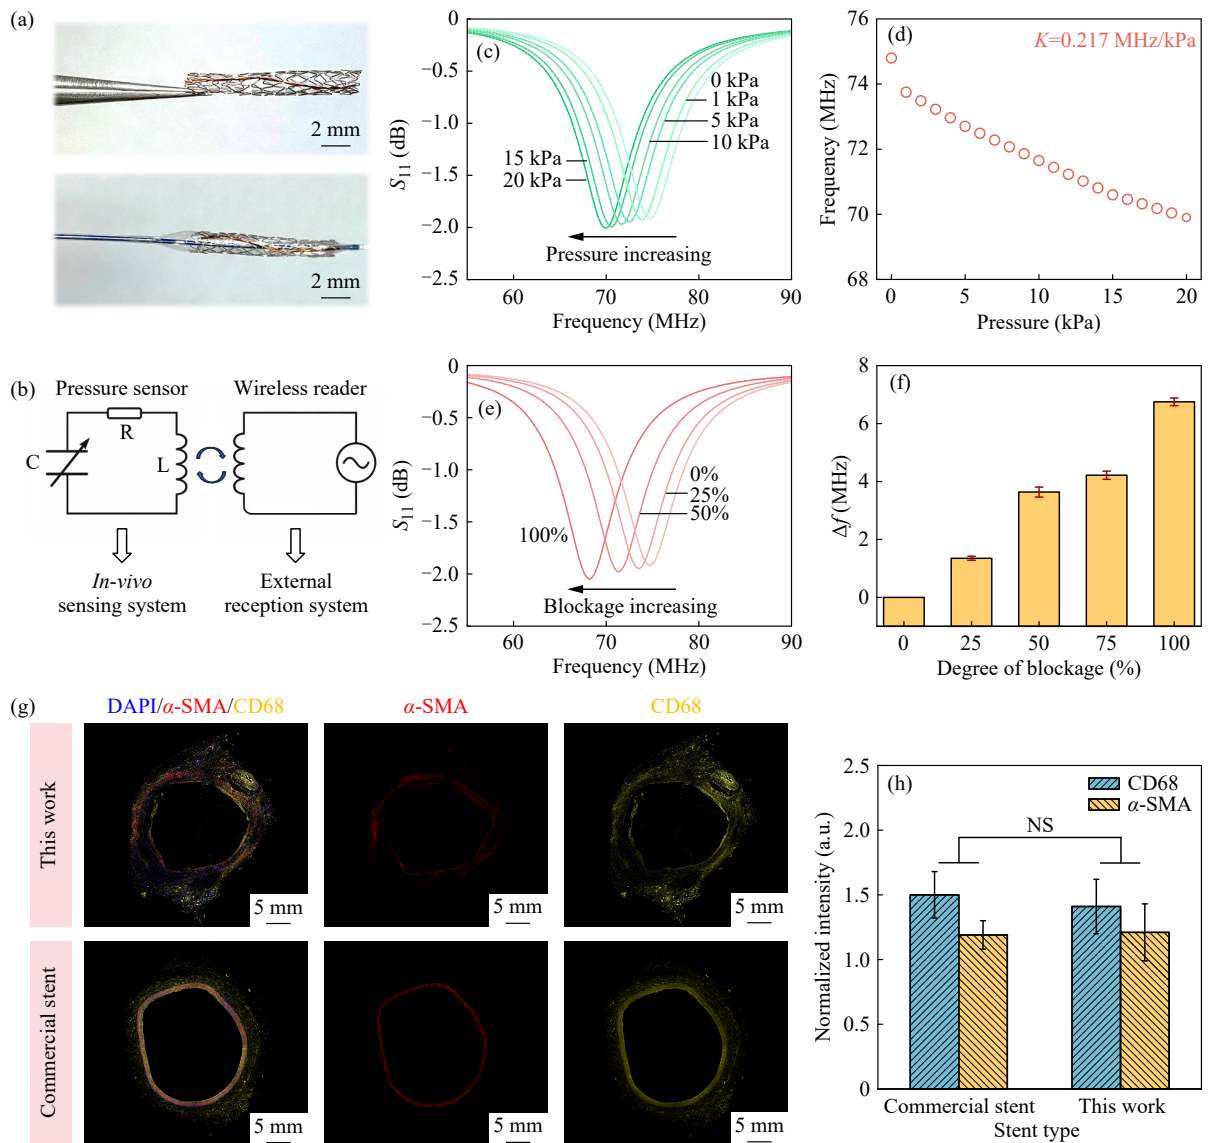 (a)
2 mm
2 mm
(b)
Pressure sensor
Wireless reader
R
C
L
In-vivo
sensing system
External
reception system
(c)
0
−0.5
−1.0
−1.5
−2.0
−2.5
S11 (dB)
0 kPa
1 kPa
5 kPa
10 kPa
15 kPa
20 kPa
Pressure increasing
60
70
80
90
Frequency (MHz)
(d)
K=0.217 MHz/kPa
76
74
72
70
68
Frequency (MHz)
0
5
10
15
20
Pressure (kPa)
(e)
0
−0.5
−1.0
−1.5
−2.0
−2.5
S11 (dB)
0%
25%
50%
100%
Blockage increasing
60
70
80
90
Frequency (MHz)
(f)
8
6
4
2
0
Δf (MHz)
0
25
50
75
100
Degree of blockage (%)
(g)
DAPI/α-SMA/CD68
α-SMA
CD68
This work
5 mm
5 mm
5 mm
Commercial stent
5 mm
5 mm
5 mm
(h)
CD68
α-SMA
NS
2.5
2.0
1.5
1.0
0.5
0
Normalized intensity (a.u.)
Commercial stent
This work
Stent type